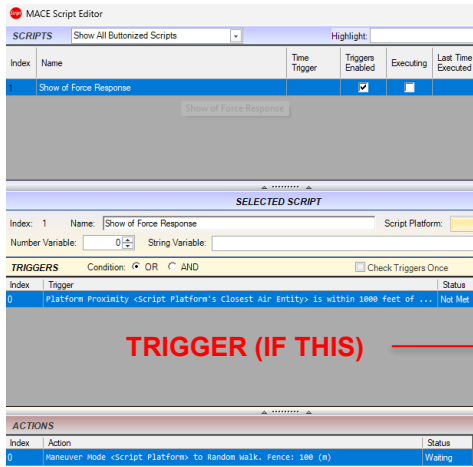 MACE Script Editor
SCRIPTS Show All Buttonized Scripts Highlight:
Index Name Time Trigger Triggers Enabled Executing Last Time Executed
1 Show of Force Response
Show of Force Response
SELECTED SCRIPT
Index: 1 Name: Show of Force Response Script Platform:
Number Variable: 0 String Variable:
TRIGGERS Condition: OR AND Check Triggers Once
Index Trigger Status
0 Platform Proximity <Script Platform's Closest Air Entity> is within 1000 feet of ... Not Met
TRIGGER (IF THIS)
ACTIONS
Index Action Status
0 Maneuver Mode <Script Platform> to Random Walk. Fence: 100 (m) Waiting